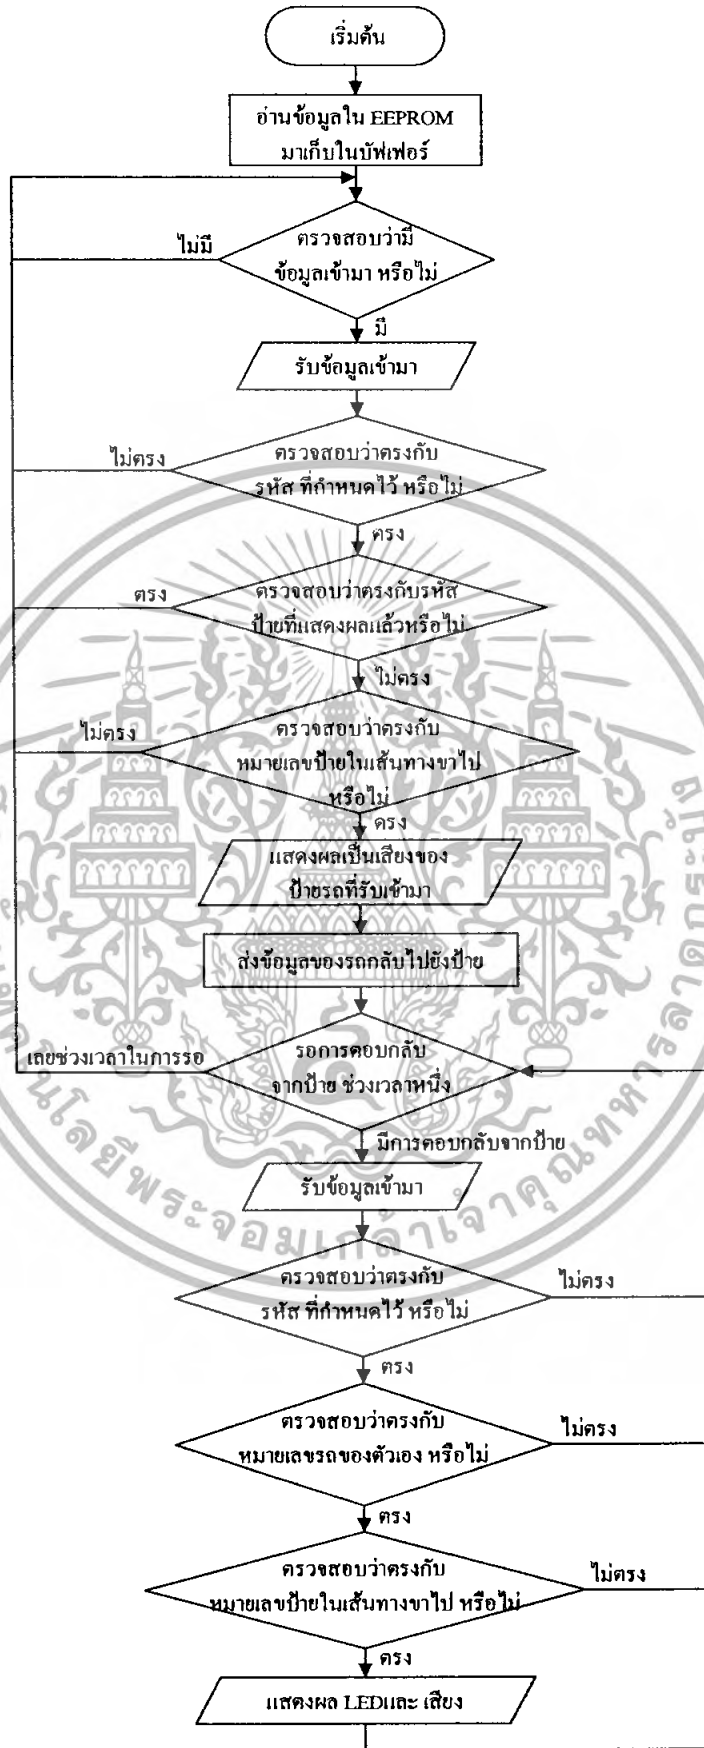 เริ่มต้น
อ่านข้อมูลใน EEPROM
มาเก็บในบัฟเฟอร์
ไม่มี
ตรวจสอบว่ามี
ข้อมูลเข้ามา หรือไม่
มี
รับข้อมูลเข้ามา
ไม่ตรง
ตรวจสอบว่าตรงกับ
รหัส ที่กำหนดไว้ หรือไม่
ตรง
ตรง
ตรวจสอบว่าตรงกับรหัส
ป้ายที่แสดงผลแล้วหรือไม่
ไม่ตรง
ไม่ตรง
ตรวจสอบว่าตรงกับ
หมายเลขป้ายในเส้นทางขาไป
หรือไม่
ตรง
แสดงผลเป็นเสียงของ
ป้ายรถที่รับเข้ามา
ส่งข้อมูลของรถกลับไปยังป้าย
เลยช่วงเวลาในการรอ
รอการตอบกลับ
จากป้าย ช่วงเวลาหนึ่ง
มีการตอบกลับจากป้าย
รับข้อมูลเข้ามา
ตรวจสอบว่าตรงกับ
รหัส ที่กำหนดไว้ หรือไม่
ไม่ตรง
ตรง
ตรวจสอบว่าตรงกับ
หมายเลขรถของตัวเอง หรือไม่
ไม่ตรง
ตรง
ตรวจสอบว่าตรงกับ
หมายเลขป้ายในเส้นทางขาไป หรือไม่
ไม่ตรง
ตรง
แสดงผล LEDและ เสียง